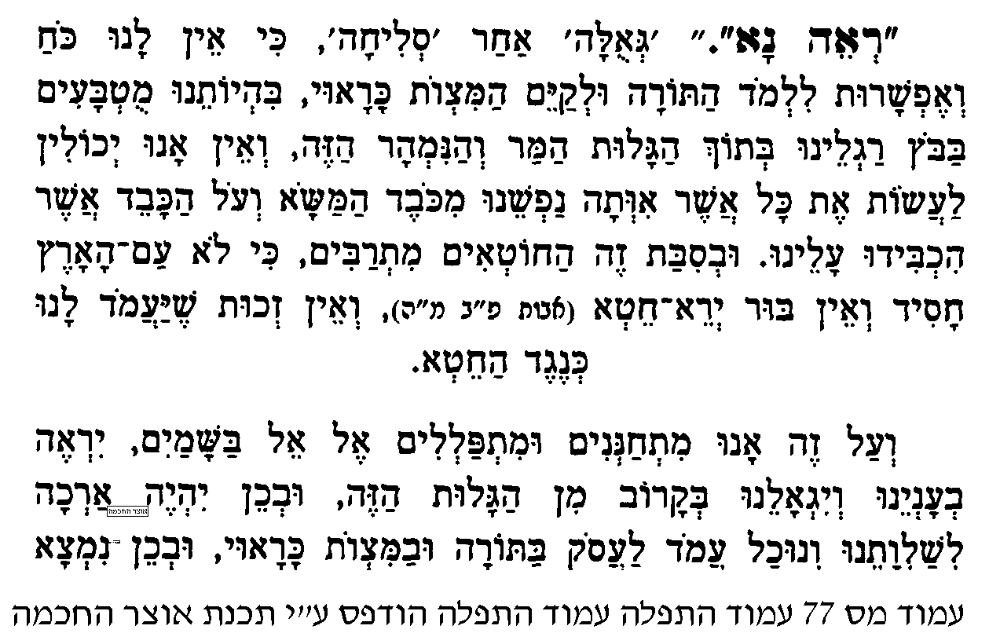 "רְאֵה נָא". "׳גְּאֻלָּה׳ אַחַר ׳סְלִיחָה׳, כִּי אֵין לָנוּ כֹּחַ
וְאֶפְשָׁרוּת לִלְמֹד הַתּוֹרָה וּלְקַיֵּם הַמִּצְוֹת כָּרָאוּי, בִּהְיוֹתֵנוּ מֻטְבָּעִים
בַּבֹּץ רַגְלֵינוּ בְּתוֹךְ הַגָּלוּת הַמַּר וְהַנִּמְהָר הַזֶּה, וְאֵין אָנוּ יְכוֹלִין
לַעֲשׂוֹת אֶת כָּל אֲשֶׁר אִוְּתָה נַפְשֵׁנוּ מִכֹּבֶד הַמַּשָּׂא וְעֹל הַכָּבֵד אֲשֶׁר
הִכְבִּידוּ עָלֵינוּ. וּבְסִבַּת זֶה הַחוֹטְאִים מִתְרַבִּים, כִּי לֹא עַם־הָאָרֶץ
חָסִיד וְאֵין בּוּר יְרֵא־חֵטְא (אבות פ"ב מ"ה), וְאֵין זְכוּת שֶׁיַּעֲמֹד לָנוּ
כְּנֶגֶד הַחֵטְא.
וְעַל זֶה אָנוּ מִתְחַנְּנִים וּמִתְפַּלְלִים אֶל אֵל בַּשָּׁמַיִם, יִרְאֶה
בְעָנְיֵנוּ וְיִגְאָלֵנוּ בְּקָרוֹב מִן הַגָּלוּת הַזֶּה, וּבְכֵן יִהְיֶה אַרְכָה
אוצר החכמה
לְשַׁלְוָתֵנוּ וְנוּכַל עֲמֹד לַעֲסֹק בַּתּוֹרָה וּבַמִּצְוֹת כָּרָאוּי, וּבְכֵן נִמְצָא
עמוד מס 77 עמוד התפלה עמוד התפלה הודפס ע"י תכנת אוצר החכמה